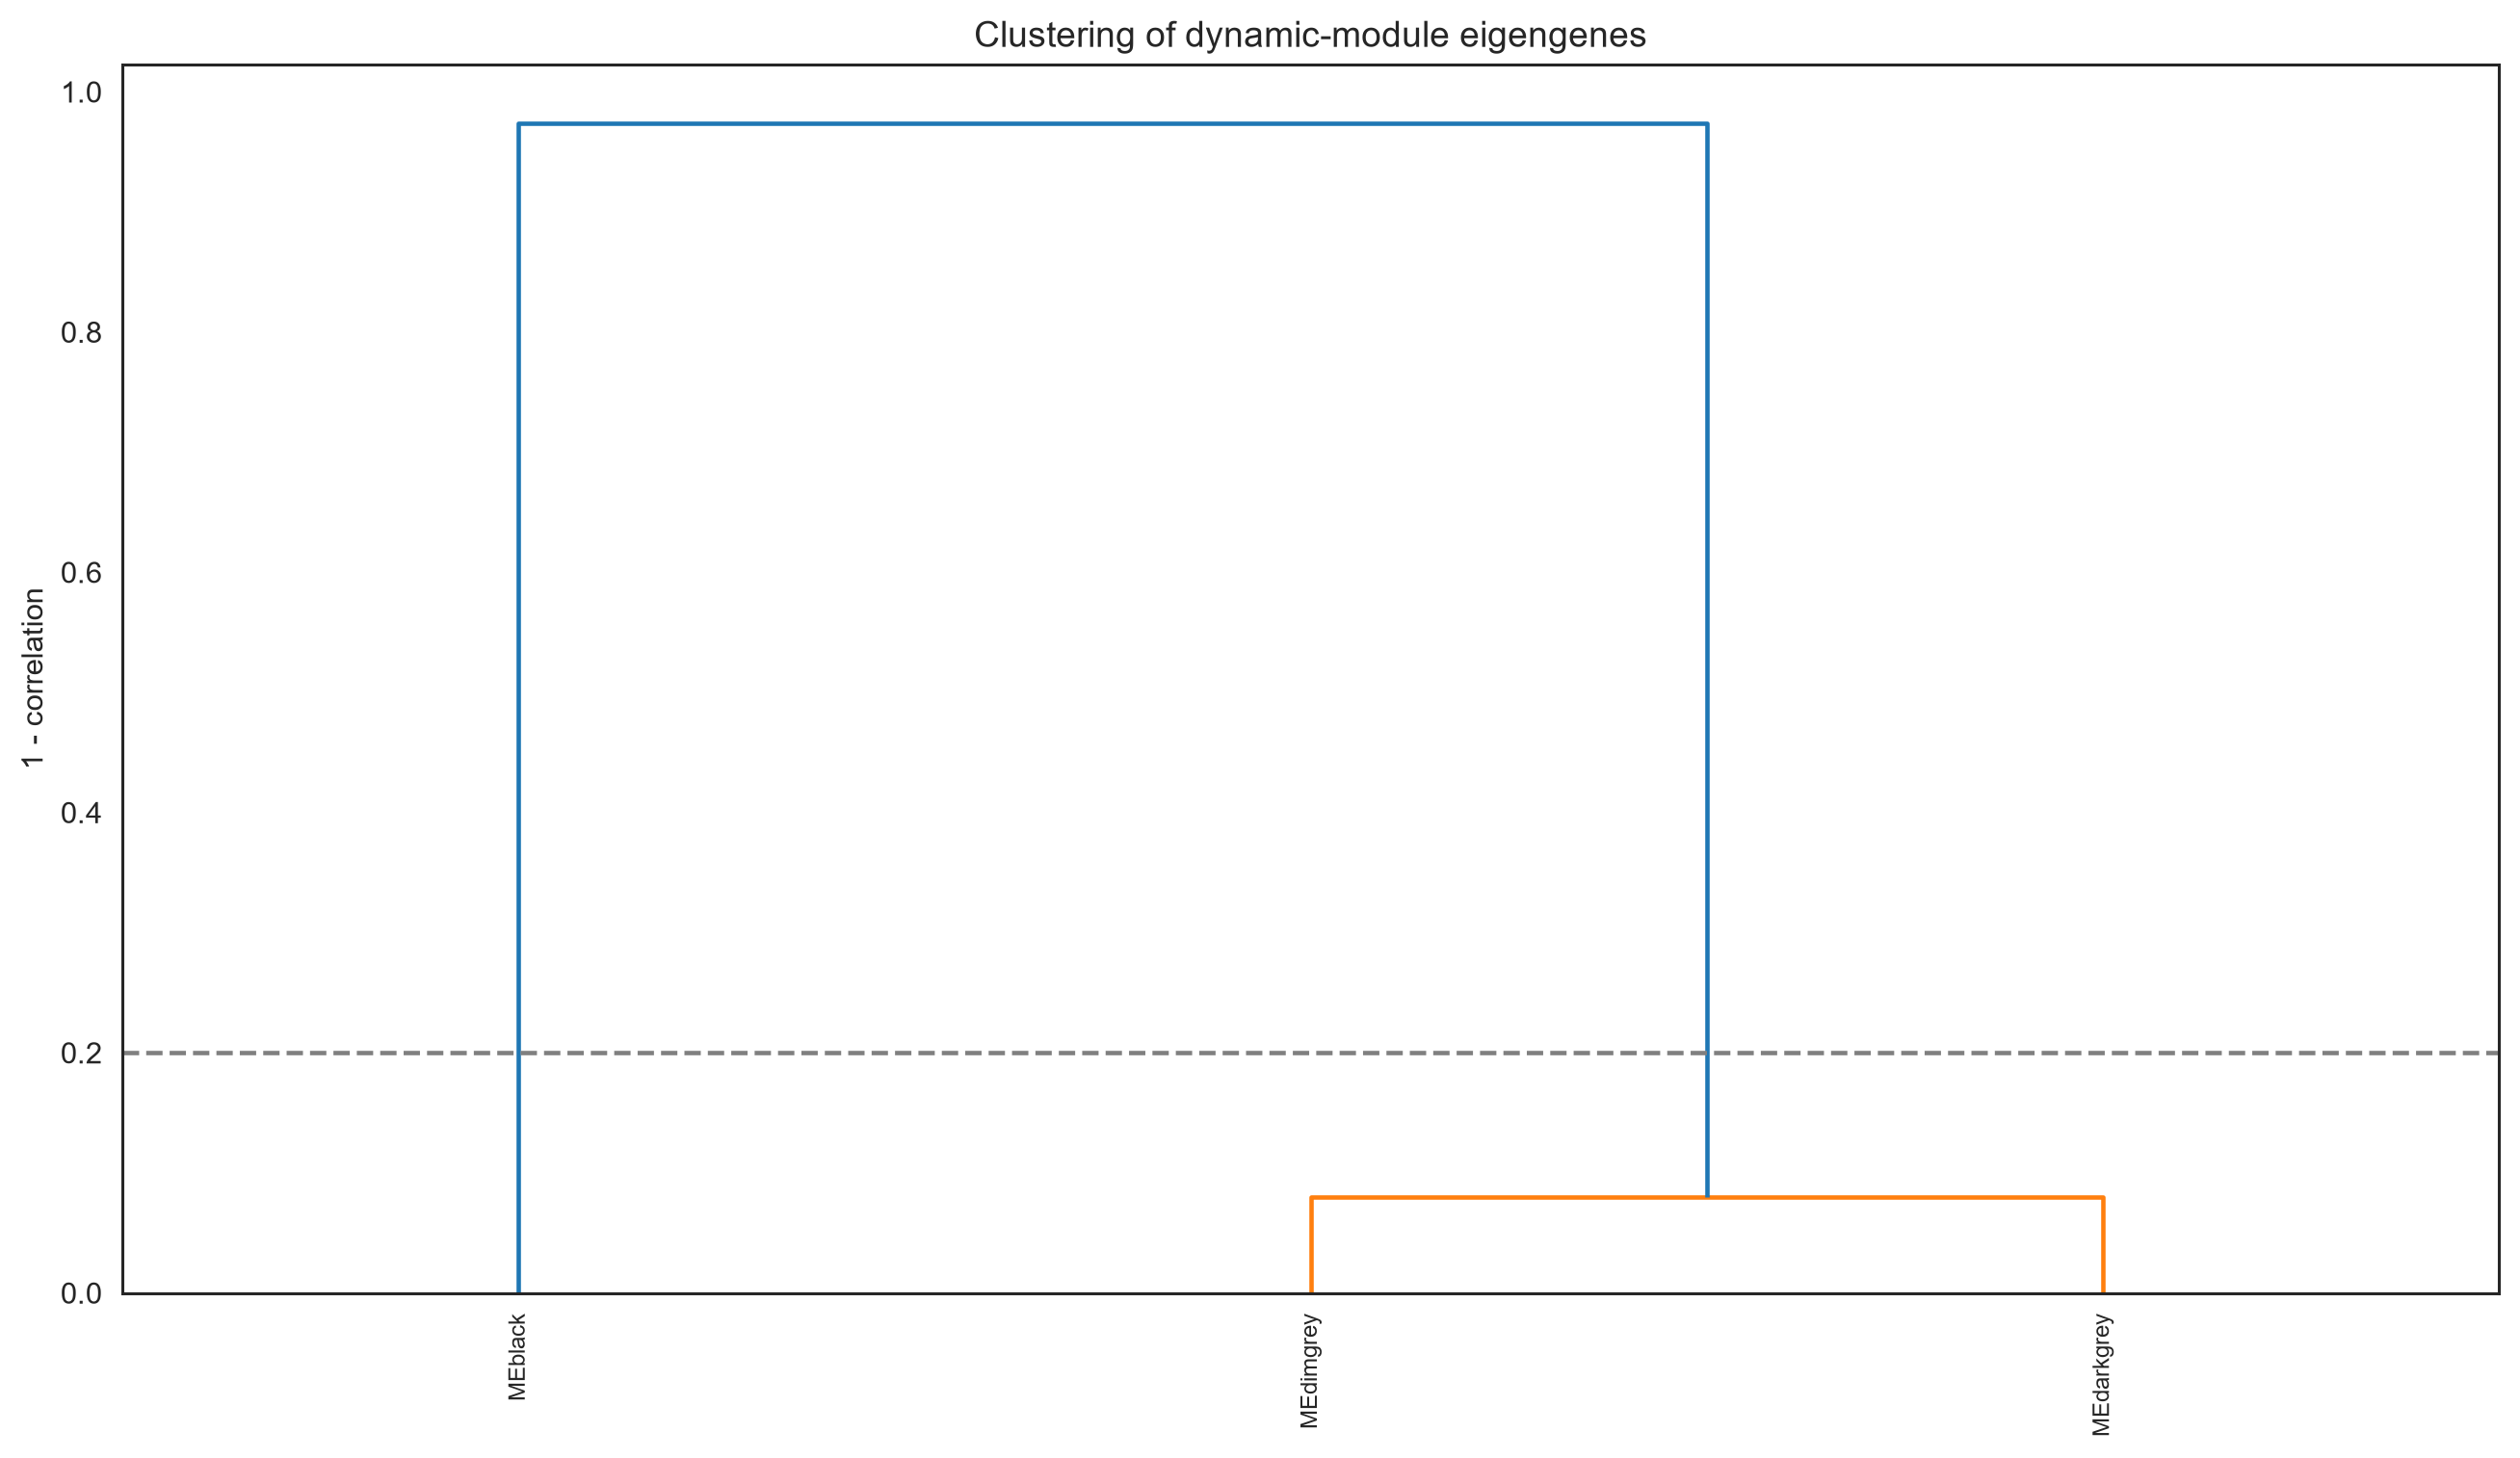 Clustering of dynamic-module eigengenes
1 - correlation
1.0
0.8
0.6
0.4
0.2
0.0
MEblack
MEdimgrey
MEdarkgrey